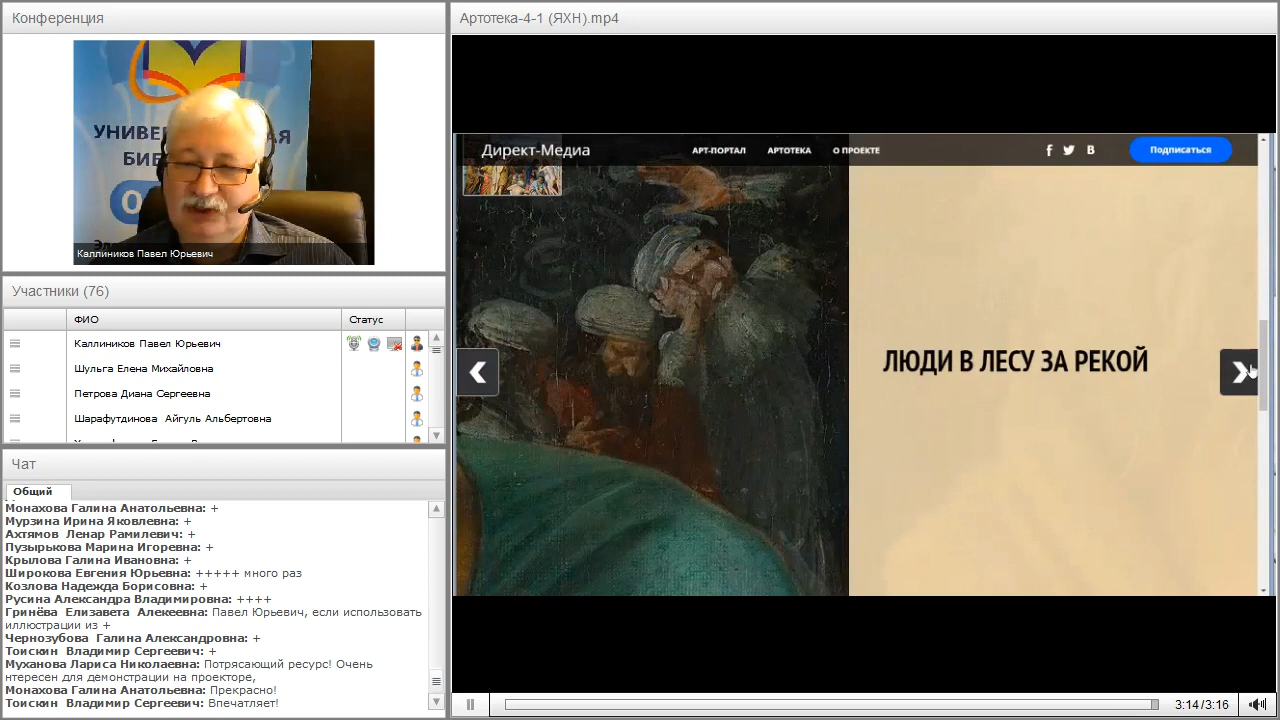 Конференция
УНИВЕР
АЯ
БИБ
Каллиников Павел Юрьевич
Участники (76)
ФИО
Статус
Каллиников Павел Юрьевич
Шульга Елена Михайловна
Петрова Диана Сергеевна
Шарафутдинова Айгуль Альбертовна
Чат
Общий
Монахова Галина Анатольевна: +
Мурзина Ирина Яковлевна: +
Ахтямов Ленар Рамилевич: +
Пузырькова Марина Игоревна: +
Крылова Галина Ивановна: +
Широкова Евгения Юрьевна: +++++ много раз
Козлова Надежда Борисовна: +
Русина Александра Владимировна: ++++
Гринёва Елизавета Алекеевна: Павел Юрьевич, если использовать
иллюстрации из +
Чернозубова Галина Александровна: +
Тоискин Владимир Сергеевич: +
Муханова Лариса Николаевна: Потрясающий ресурс! Очень
нтересен для демонстрации на проекторе,
Монахова Галина Анатольевна: Прекрасно!
Тоискин Владимир Сергеевич: Впечатляет!
Артотека-4-1 (ЯХН).mp4
Директ-Медиа
АРТ-ПОРТАЛ АРТОТЕКА О ПРОЕКТЕ
Подписаться
ЛЮДИ В ЛЕСУ ЗА РЕКОЙ
3:14/3:16